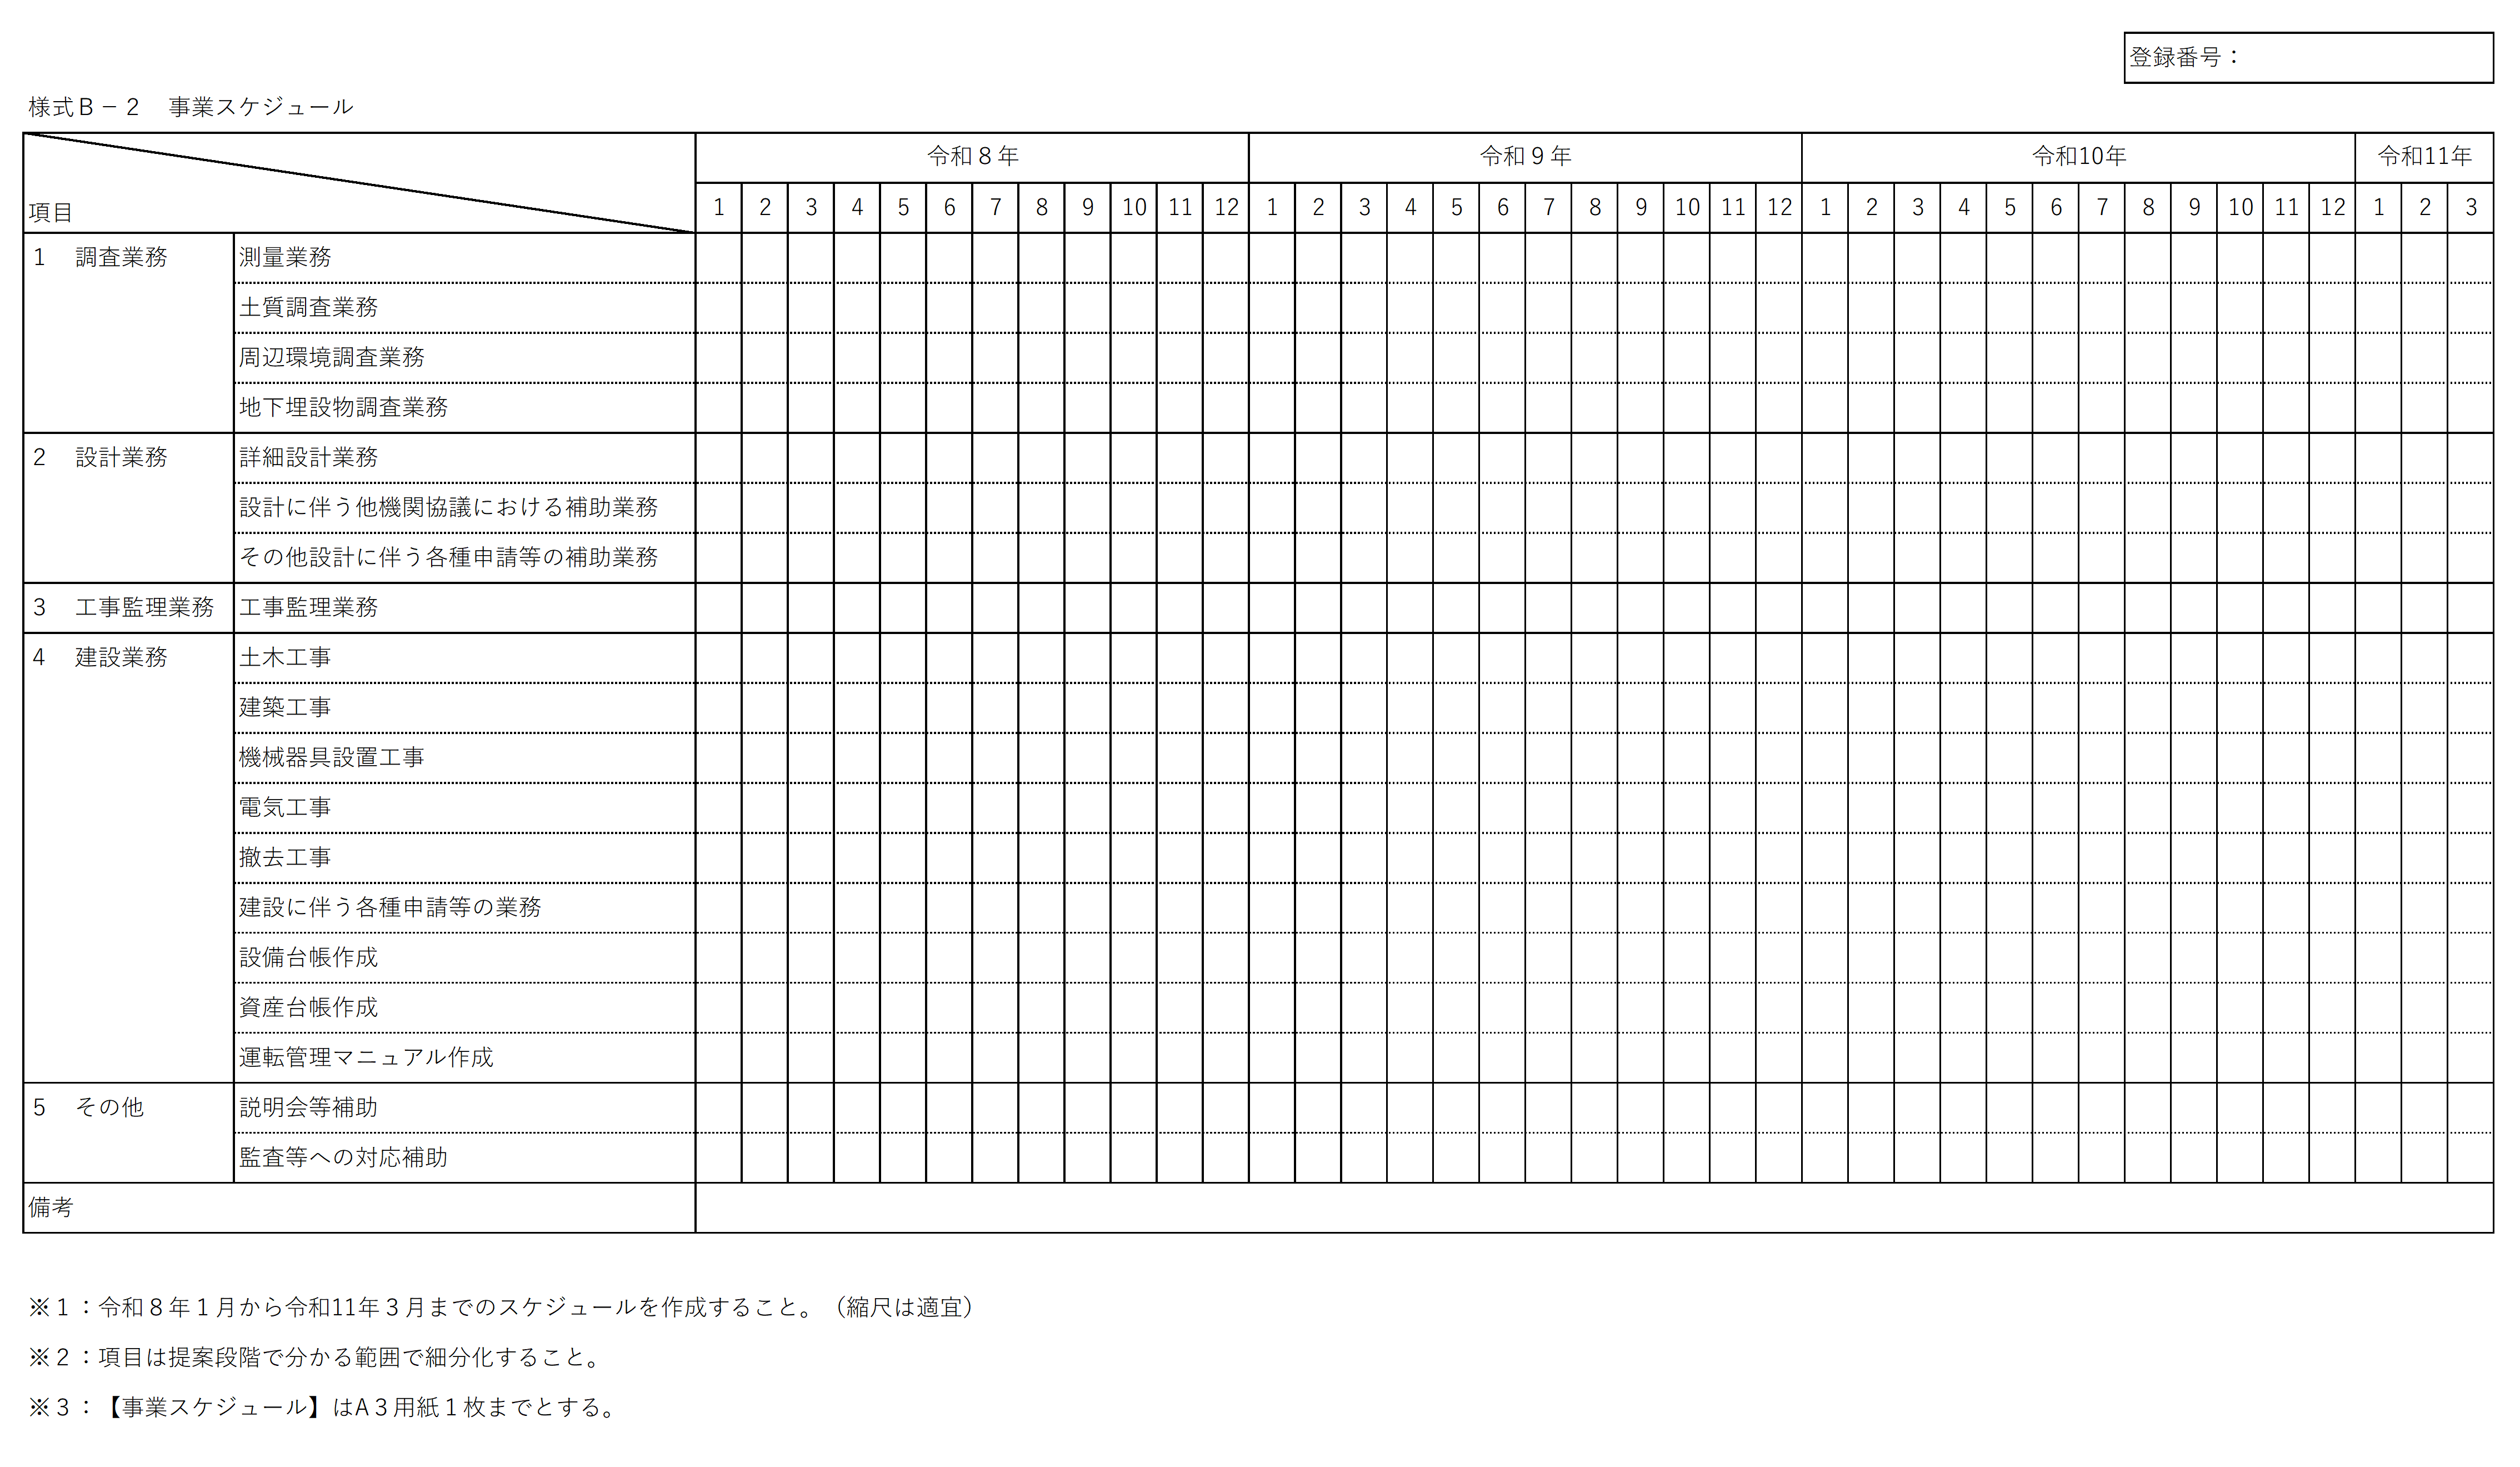 登録番号：
様式Ｂ－２　事業スケジュール
令和８年 令和９年 令和10年 令和11年
項目
1 2 3 4 5 6 7 8 9 10 11 12 1 2 3 4 5 6 7 8 9 10 11 12 1 2 3 4 5 6 7 8 9 10 11 12 1 2 3
1　調査業務 測量業務
土質調査業務
周辺環境調査業務
地下埋設物調査業務
2　設計業務 詳細設計業務
設計に伴う他機関協議における補助業務
その他設計に伴う各種申請等の補助業務
3　工事監理業務 工事監理業務
4　建設業務 土木工事
建築工事
機械器具設置工事
電気工事
撤去工事
建設に伴う各種申請等の業務
設備台帳作成
資産台帳作成
運転管理マニュアル作成
5　その他 説明会等補助
監査等への対応補助
備考
※１：令和８年１月から令和11年３月までのスケジュールを作成すること。（縮尺は適宜）
※２：項目は提案段階で分かる範囲で細分化すること。
※３：【事業スケジュール】はA３用紙１枚までとする。